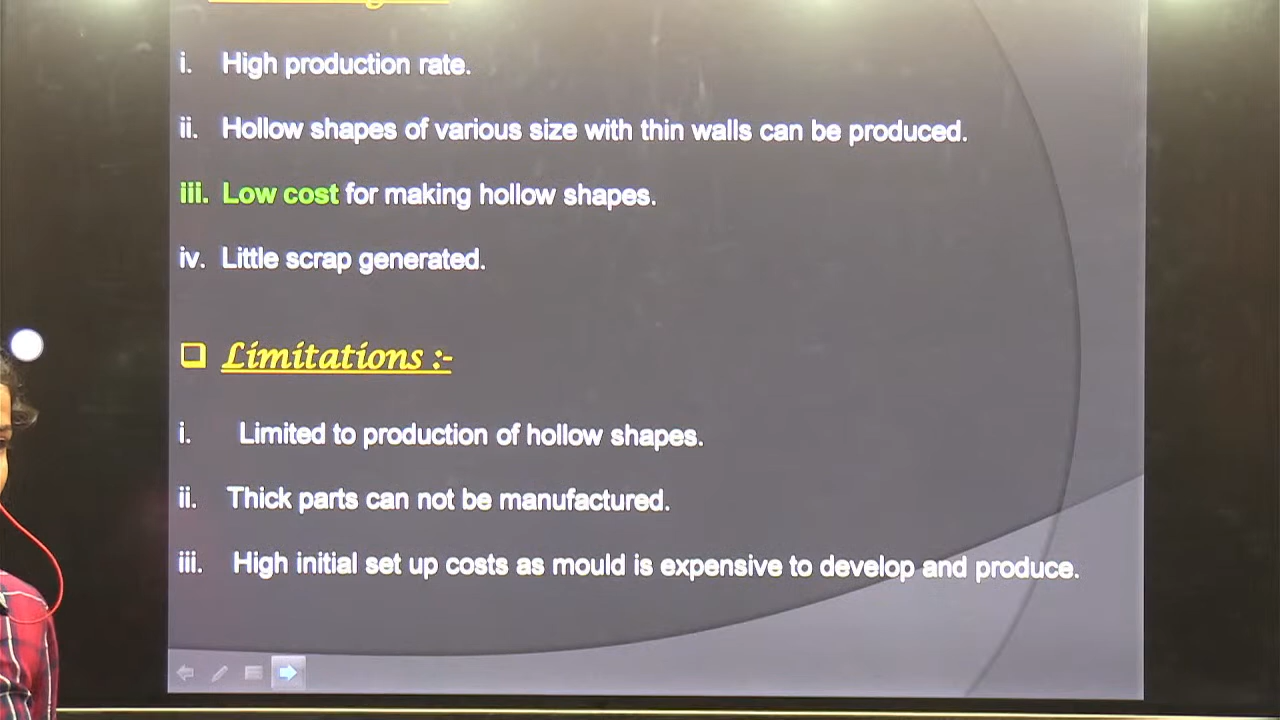 i. High production rate.
ii. Hollow shapes of various size with thin walls can be produced.
iii. Low cost for making hollow shapes.
iv. Little scrap generated.
❑ Limitations :-
i. Limited to production of hollow shapes.
ii. Thick parts can not be manufactured.
iii. High initial set up costs as mould is expensive to develop and produce.